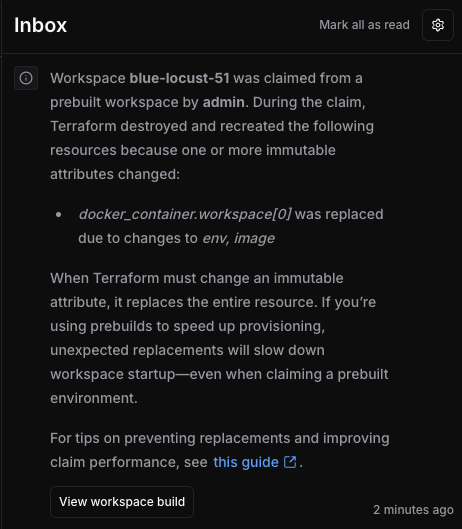 Inbox
Mark all as read
Workspace blue-locust-51 was claimed from a
prebuilt workspace by admin. During the claim,
Terraform destroyed and recreated the following
resources because one or more immutable
attributes changed:
• docker_container.workspace[0] was replaced
due to changes to env, image
When Terraform must change an immutable
attribute, it replaces the entire resource. If you’re
using prebuilds to speed up provisioning,
unexpected replacements will slow down
workspace startup—even when claiming a prebuilt
environment.
For tips on preventing replacements and improving
claim performance, see this guide.
View workspace build
2 minutes ago